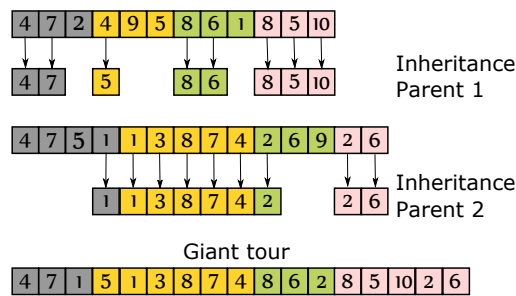 4 7 2 4 9 5 8 6 1 8 5 10
4 7 5 8 6 8 5 10
Inheritance
Parent 1
4 7 5 1 1 3 8 7 4 2 6 9 2 6
1 1 3 8 7 4 2 2 6
Inheritance
Parent 2
Giant tour
4 7 1 5 1 3 8 7 4 8 6 2 8 5 10 2 6